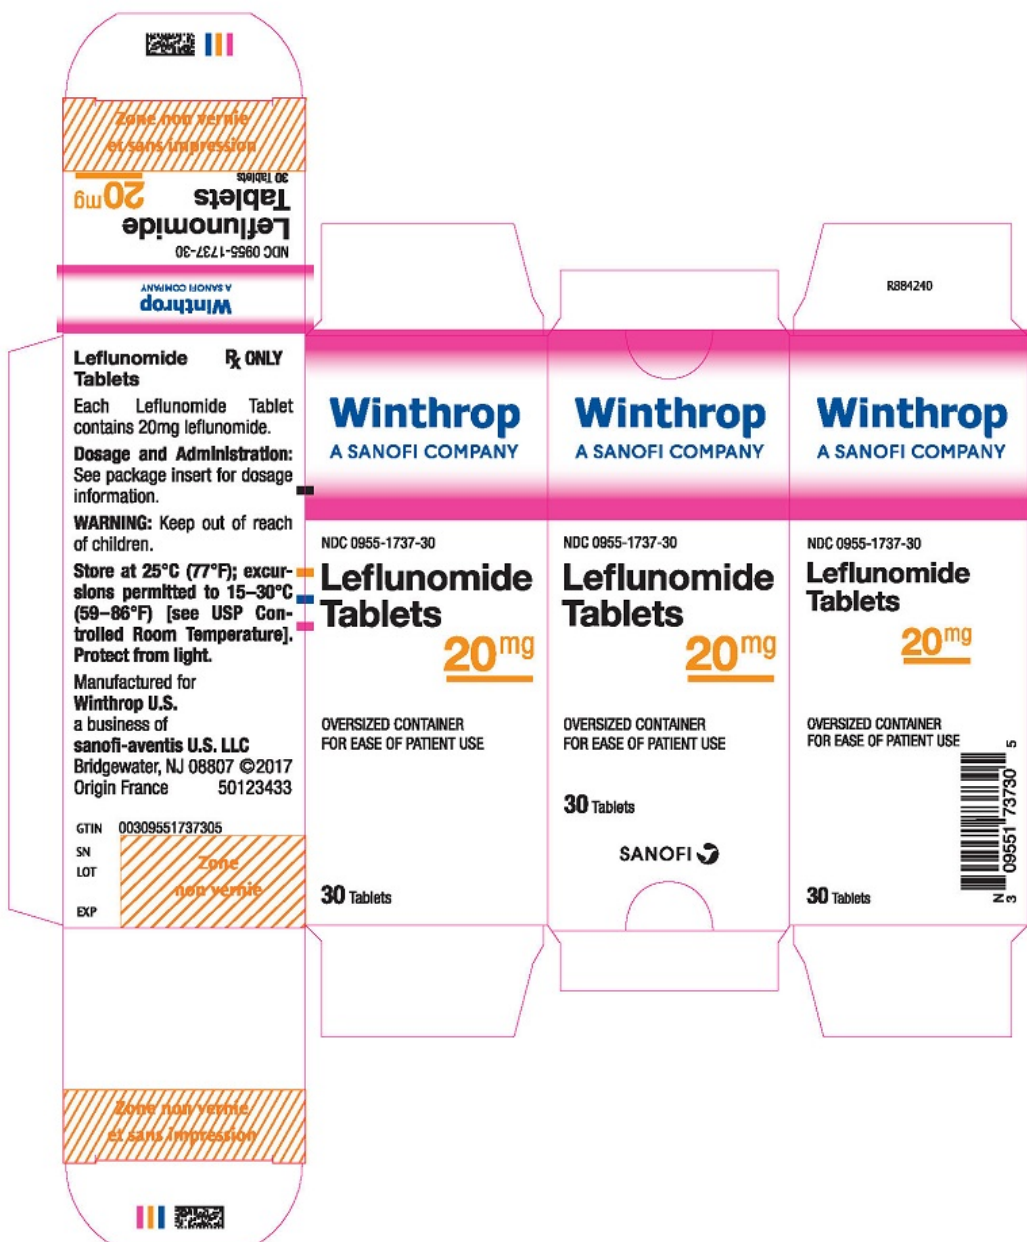 Zone non vernie
et sans impression
30 Tablets
20 mg
Tablets
Leflunomide
NDC 0955-1737-30
A SANOFI COMPANY
Winthrop
Leflunomide Rx ONLY
Tablets
Each Leflunomide Tablet
contains 20mg leflunomide.
Dosage and Administration:
See package insert for dosage
information.
WARNING: Keep out of reach
of children.
Store at 25°C (77°F); excur-
sions permitted to 15–30°C
(59–86°F) [see USP Con-
trolled Room Temperature].
Protect from light.
Manufactured for
Winthrop U.S.
a business of
sanofi-aventis U.S. LLC
Bridgewater, NJ 08807 ©2017
Origin France 50123433
GTIN 00309551737305
SN
LOT
EXP
Zone
non vernie
Zone non vernie
et sans impression
Winthrop
A SANOFI COMPANY
NDC 0955-1737-30
Leflunomide
Tablets
20 mg
OVERSIZED CONTAINER
FOR EASE OF PATIENT USE
30 Tablets
Winthrop
A SANOFI COMPANY
NDC 0955-1737-30
Leflunomide
Tablets
20 mg
OVERSIZED CONTAINER
FOR EASE OF PATIENT USE
30 Tablets
SANOFI
R884240
Winthrop
A SANOFI COMPANY
NDC 0955-1737-30
Leflunomide
Tablets
20 mg
OVERSIZED CONTAINER
FOR EASE OF PATIENT USE
30 Tablets
N
3 09551 73730 5